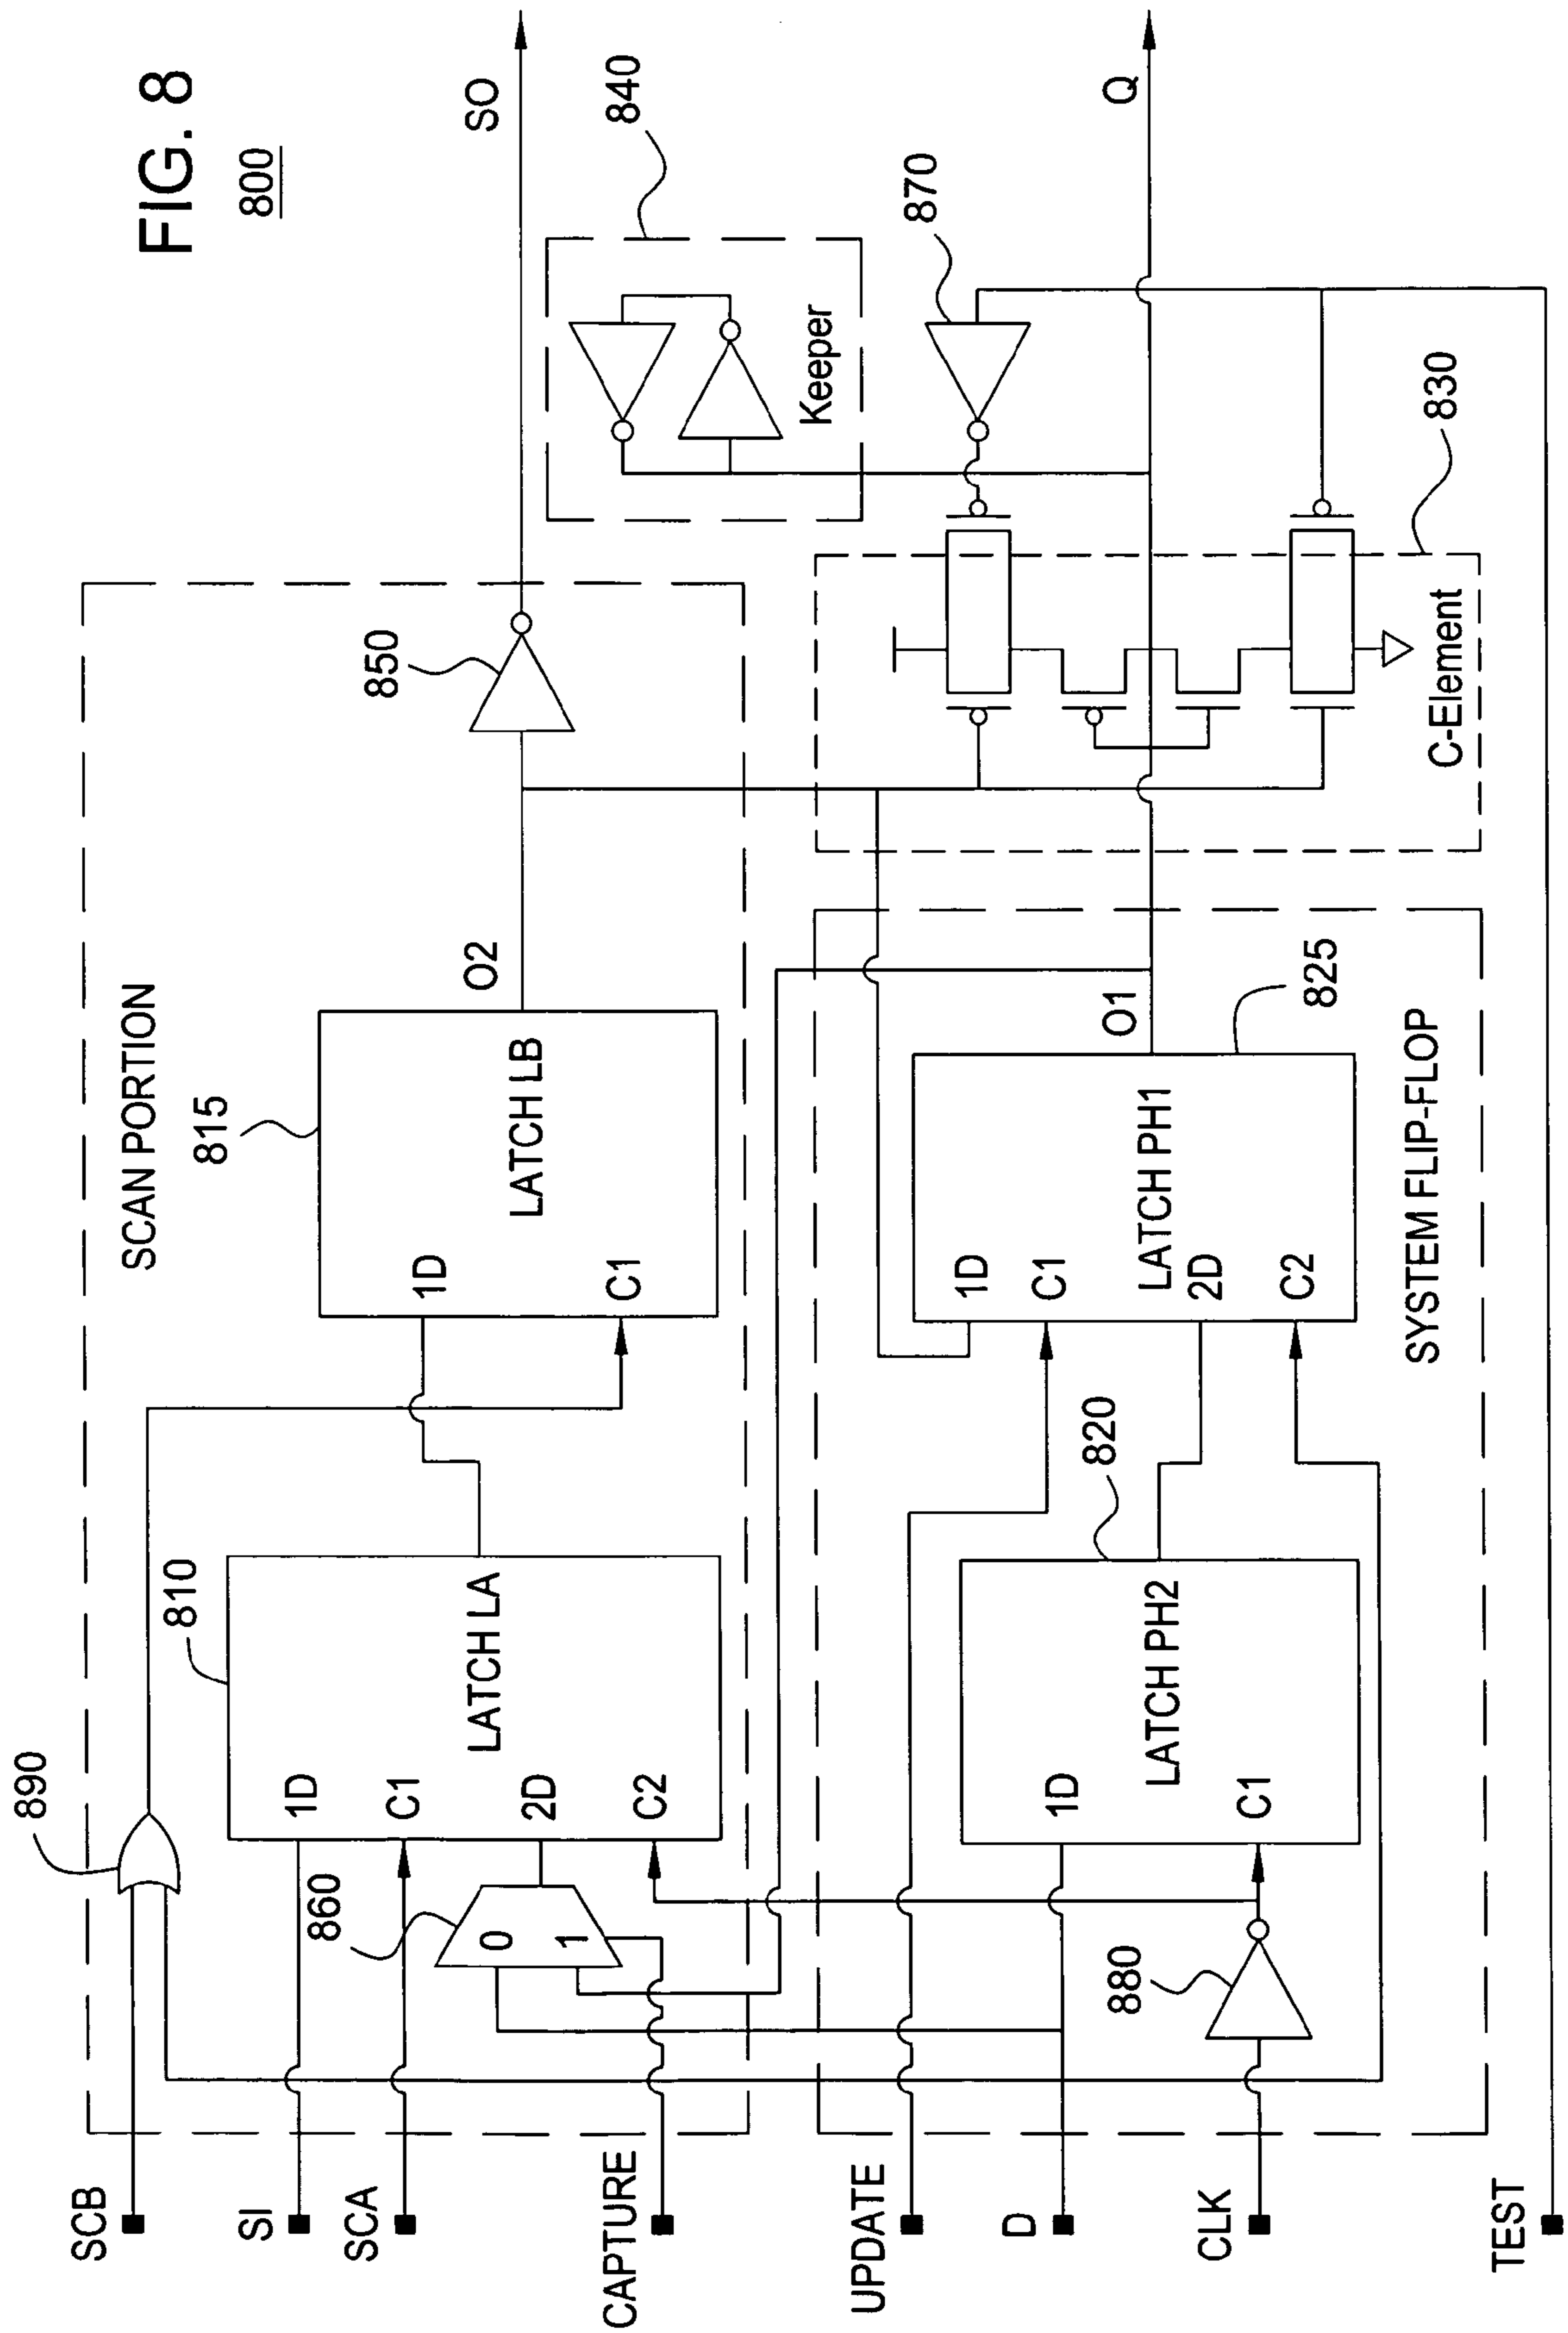 FIG. 8
800
SCAN PORTION
890
810
815
850
SO
840
Keeper
860
SCB
SI
SCA
CAPTURE
1D
C1
2D
C2
LATCH LA
0
1
1D
C1
LATCH LB
O2
UPDATE
D
CLK
TEST
880
820
1D
C1
LATCH PH2
1D
C1
LATCH PH1
2D
C2
O1
825
SYSTEM FLIP-FLOP
C-Element
830
870
Q